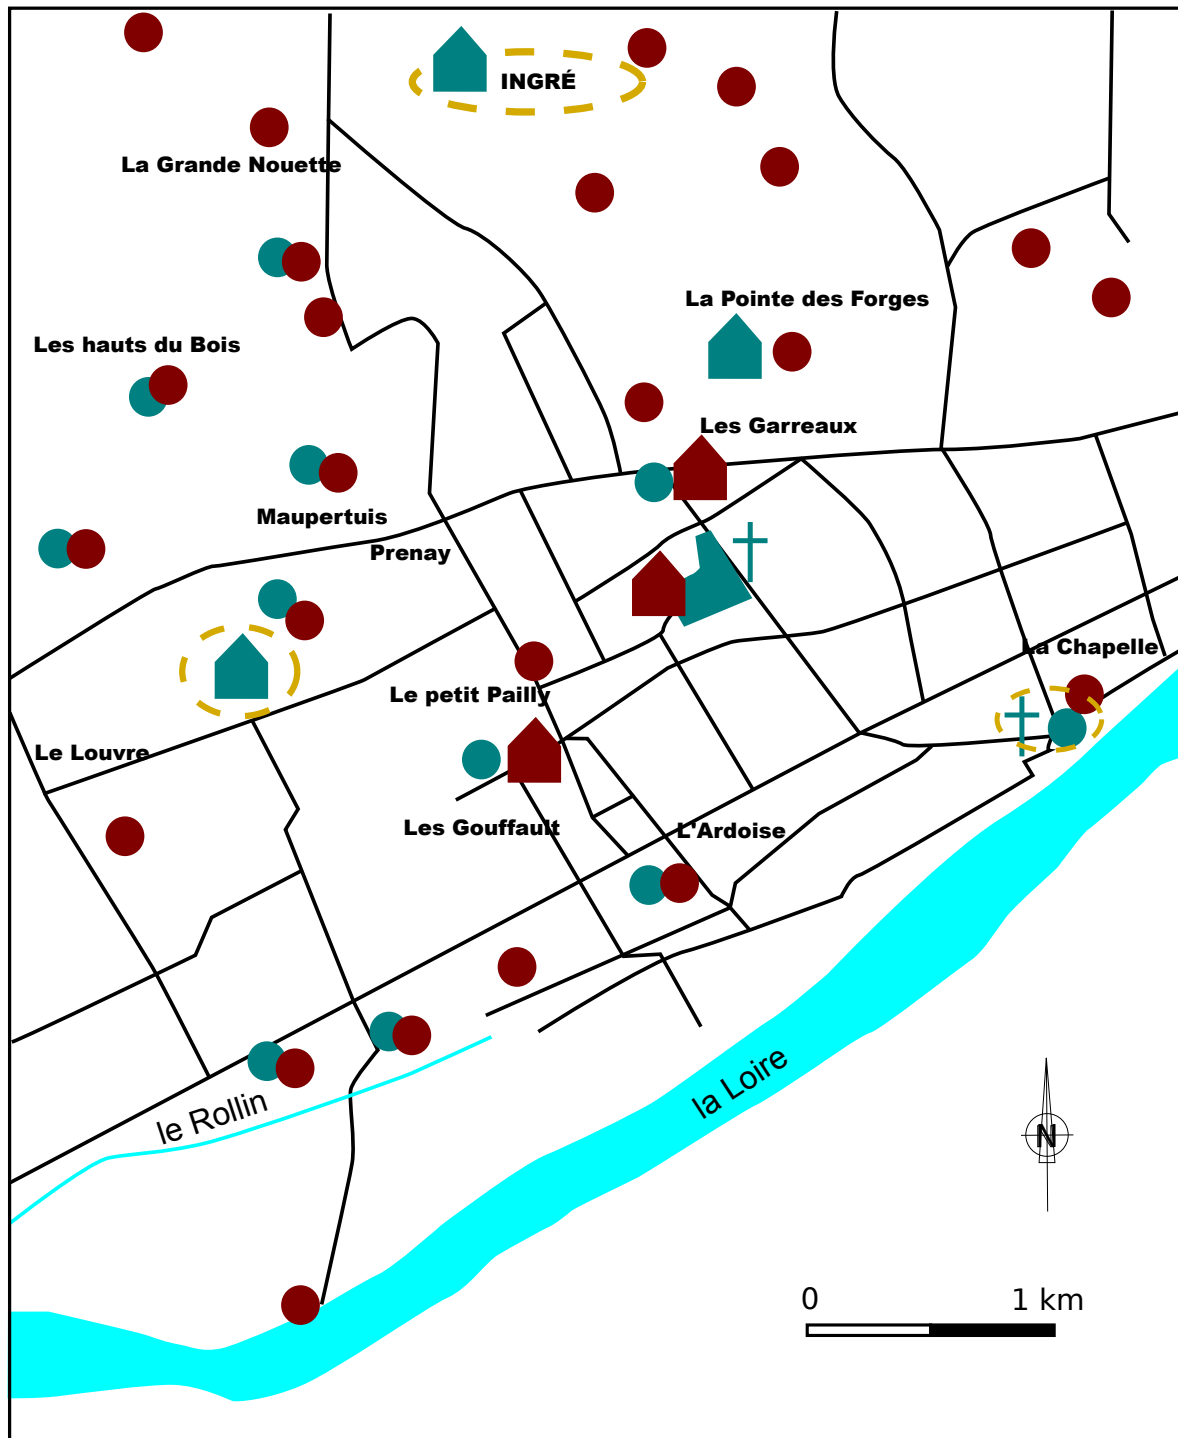 INGRÉ
La Grande Nouette
La Pointe des Forges
Les hauts du Bois
Les Garreaux
Maupertuis
Prenay
La Chapelle
Le petit Pailly
Le Louvre
Les Gouffault
L'Ardoise
la Loire
le Rollin
N
0 1 km